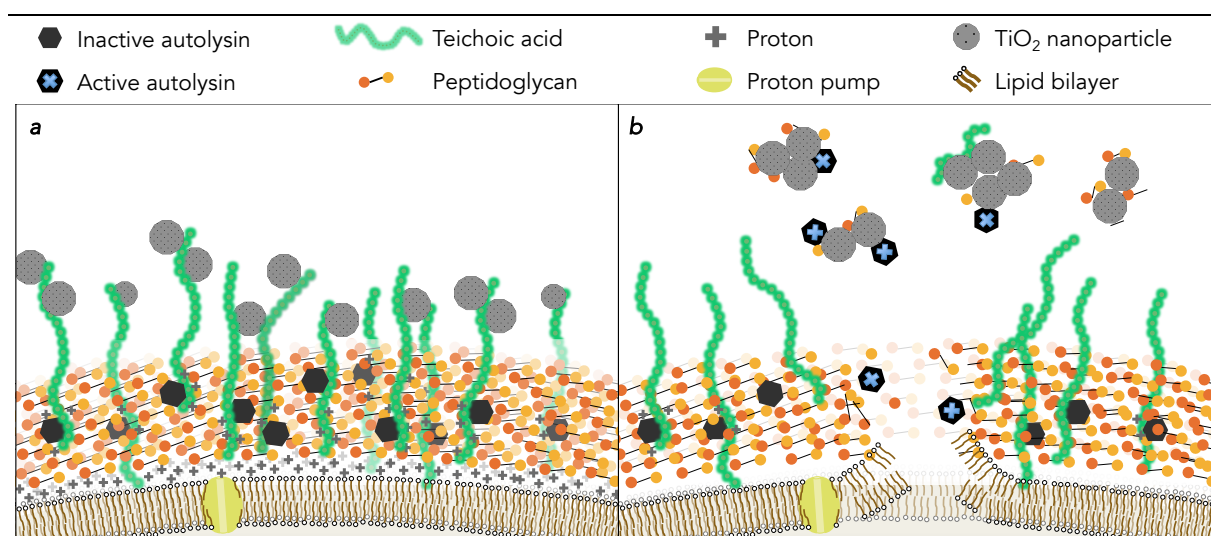 Inactive autolysin Teichoic acid Proton TiO₂ nanoparticle
Active autolysin Peptidoglycan Proton pump Lipid bilayer
a b